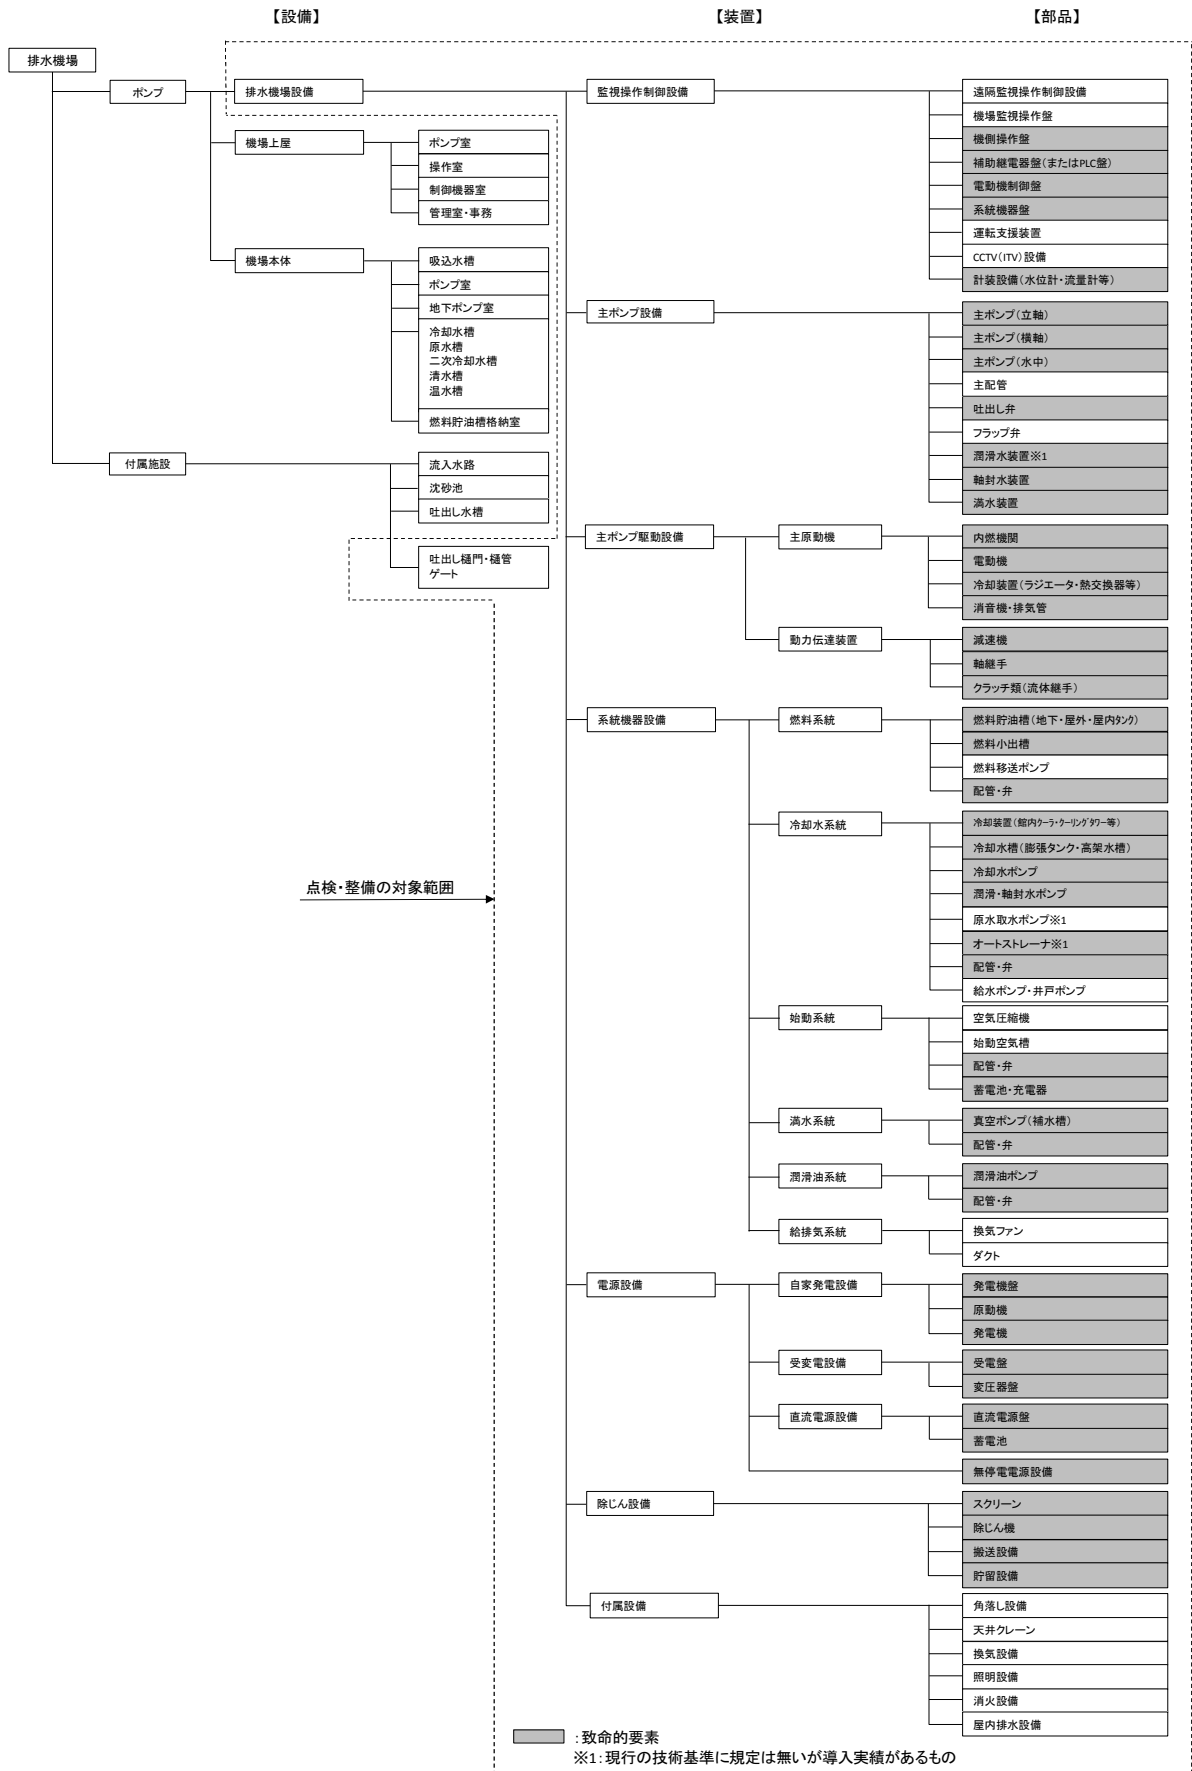 【設備】
【装置】
【部品】
排水機場
ポンプ
排水機場設備
機場上屋
ポンプ室
操作室
制御機器室
管理室・事務
機場本体
吸込水槽
ポンプ室
地下ポンプ室
冷却水槽
原水槽
二次冷却水槽
清水槽
温水槽
燃料貯油槽格納室
付属施設
流入水路
沈砂池
吐出し水槽
吐出し樋門・樋管
ゲート
点検・整備の対象範囲
監視操作制御設備
遠隔監視操作制御設備
機場監視操作盤
機側操作盤
補助継電器盤(またはPLC盤)
電動機制御盤
系統機器盤
運転支援装置
CCTV(ITV)設備
計装設備(水位計・流量計等)
主ポンプ設備
主ポンプ(立軸)
主ポンプ(横軸)
主ポンプ(水中)
主配管
吐出し弁
フラップ弁
潤滑水装置※1
軸封水装置
満水装置
主ポンプ駆動設備
主原動機
内燃機関
電動機
冷却装置(ラジエータ・熱交換器等)
消音機・排気管
動力伝達装置
減速機
軸継手
クラッチ類(流体継手)
系統機器設備
燃料系統
燃料貯油槽(地下・屋外・屋内タンク)
燃料小出槽
燃料移送ポンプ
配管・弁
冷却水系統
冷却装置(館内クーラ・クーリングタワー等)
冷却水槽(膨張タンク・高架水槽)
冷却水ポンプ
潤滑・軸封水ポンプ
原水取水ポンプ※1
オートストレーナ※1
配管・弁
給水ポンプ・井戸ポンプ
始動系統
空気圧縮機
始動空気槽
配管・弁
蓄電池・充電器
満水系統
真空ポンプ(補水槽)
配管・弁
潤滑油系統
潤滑油ポンプ
配管・弁
給排気系統
換気ファン
ダクト
電源設備
自家発電設備
発電機盤
原動機
発電機
受変電設備
受電盤
変圧器盤
直流電源設備
直流電源盤
蓄電池
無停電電源設備
除じん設備
スクリーン
除じん機
搬送設備
貯留設備
付属設備
角落し設備
天井クレーン
換気設備
照明設備
消火設備
屋内排水設備
:致命的要素
※1:現行の技術基準に規定は無いが導入実績があるもの